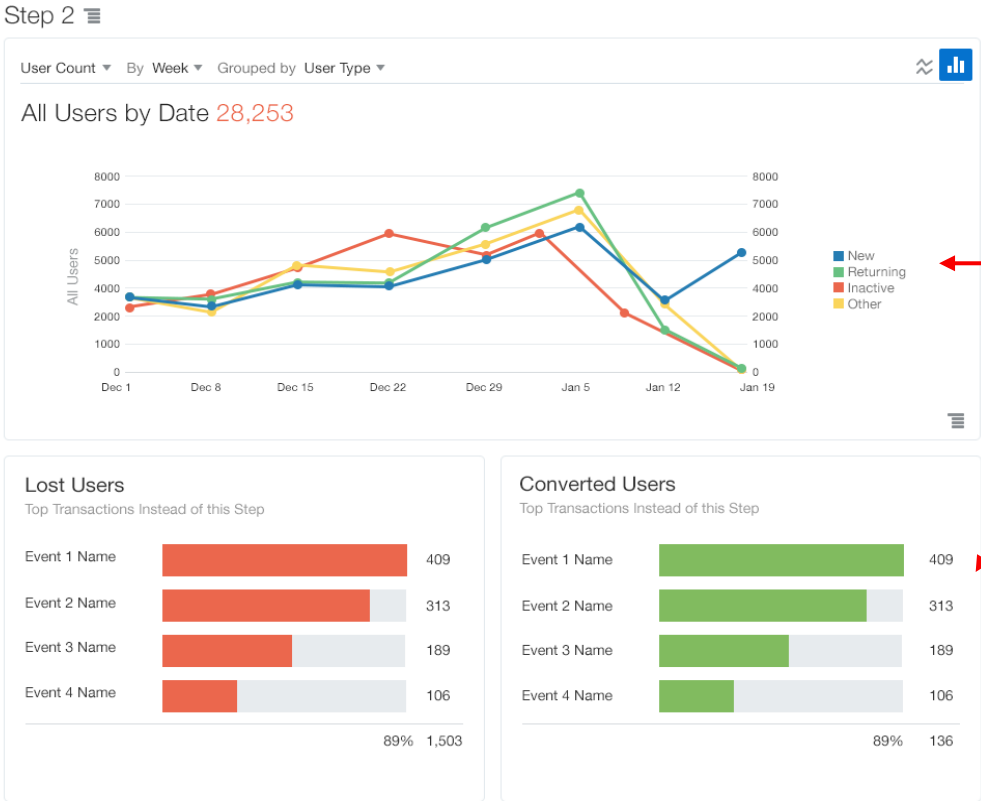 Step 2
User Count By Week Grouped by User Type
All Users by Date 28,253
All Users
8000 8000
7000 7000
6000 6000
5000 5000
4000 4000
2000 2000
1000 1000
0 0
Dec 1 Dec 8 Dec 15 Dec 22 Dec 29 Jan 5 Jan 12 Jan 19
New
Returning
Inactive
Other
Lost Users
Top Transactions Instead of this Step
Event 1 Name 409
Event 2 Name 313
Event 3 Name 189
Event 4 Name 106
89% 1,503
Converted Users
Top Transactions Instead of this Step
Event 1 Name 409
Event 2 Name 313
Event 3 Name 189
Event 4 Name 106
89% 136